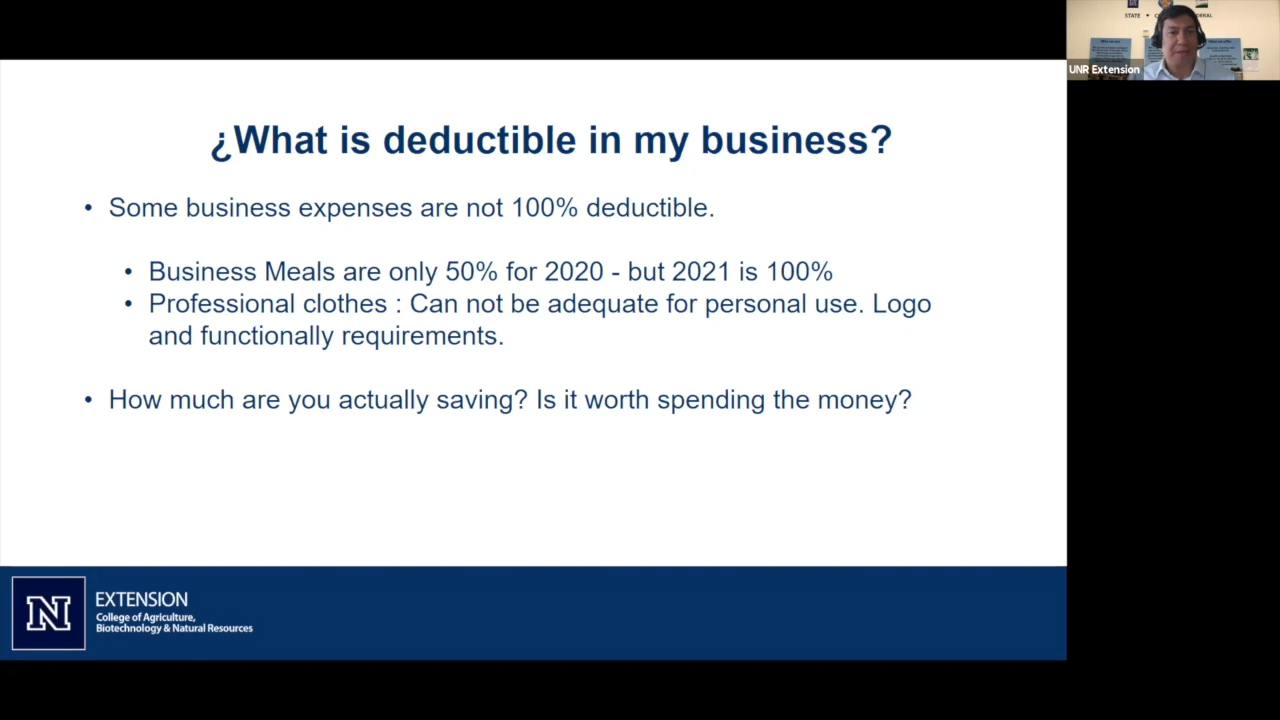 STATE
UNR Extension
¿What is deductible in my business?
• Some business expenses are not 100% deductible.
• Business Meals are only 50% for 2020 - but 2021 is 100%
• Professional clothes : Can not be adequate for personal use. Logo
and functionally requirements.
• How much are you actually saving? Is it worth spending the money?
N
EXTENSION
College of Agriculture,
Biotechnology & Natural Resources